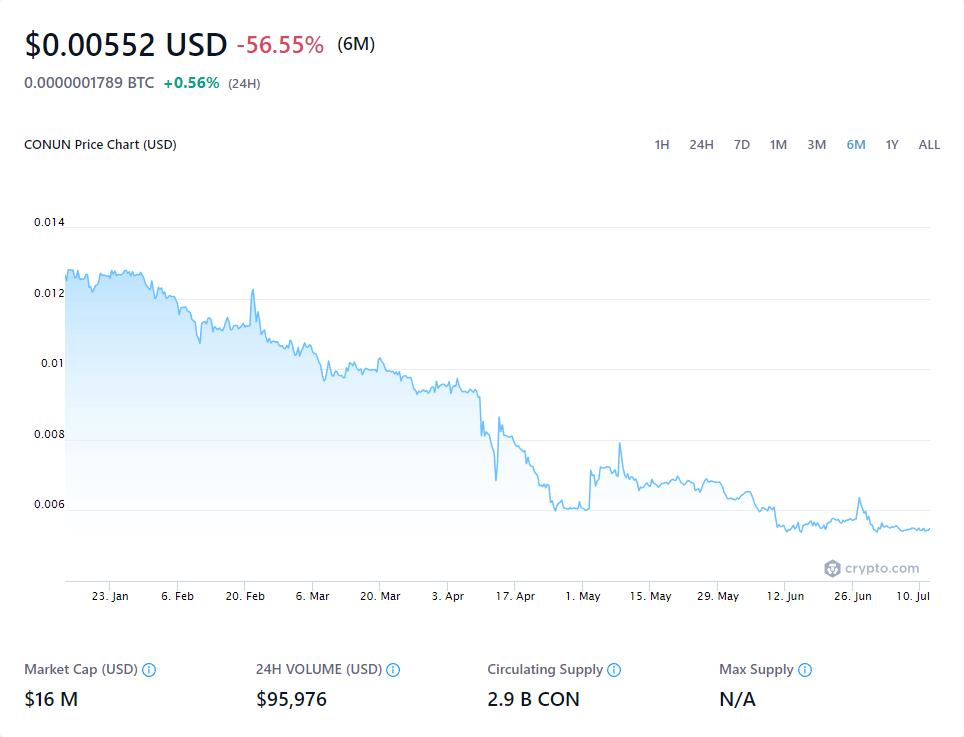 $0.00552 USD -56.55% (6M)
0.0000001789 BTC +0.56% (24H)
CONUN Price Chart (USD) 1H 24H 7D 1M 3M 6M 1Y ALL
0.014
0.012
0.01
0.008
0.006
crypto.com
23. Jan 6. Feb 20. Feb 6. Mar 20. Mar 3. Apr 17. Apr 1. May 15. May 29. May 12. Jun 26. Jun 10. Jul
Market Cap (USD) 24H VOLUME (USD) Circulating Supply Max Supply
$16 M $95,976 2.9 B CON N/A